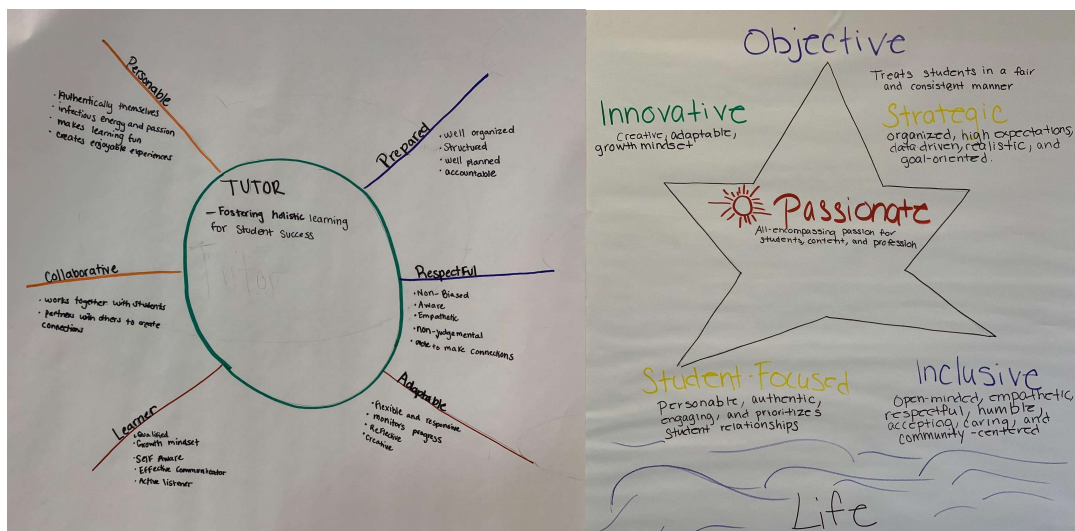 Personable
· Authentically themselves
· infectious energy and passion
· makes learning fun
· creates enjoyable experiences
Prepared
· well organized
· Structured
· well planned
· accountable
TUTOR
– Fostering holistic learning
for Student Success
Tutor
Collaborative
· works together with students
· partners with others to create
connections
Respectful
· Non-Biased
· Aware
· Empathetic
· non-judgemental
· able to make connections
Learner
· Qualified
· Growth mindset
· Self Aware
· Effective Communicator
· Active listener
Adaptable
· flexible and responsive
· monitors progress
· Reflective
· Creative
Objective
Treats students in a fair
and consistent manner
Innovative
Creative, adaptable,
growth mindset
Strategic
organized, high expectations,
data driven, realistic, and
goal-oriented.
Passionate
All-encompassing passion for
students, content, and profession
Student-Focused
Personable, authentic,
engaging, and prioritizes
student relationships
Inclusive
Open-minded, empathetic,
respectful, humble,
accepting, caring, and
community-centered
Life